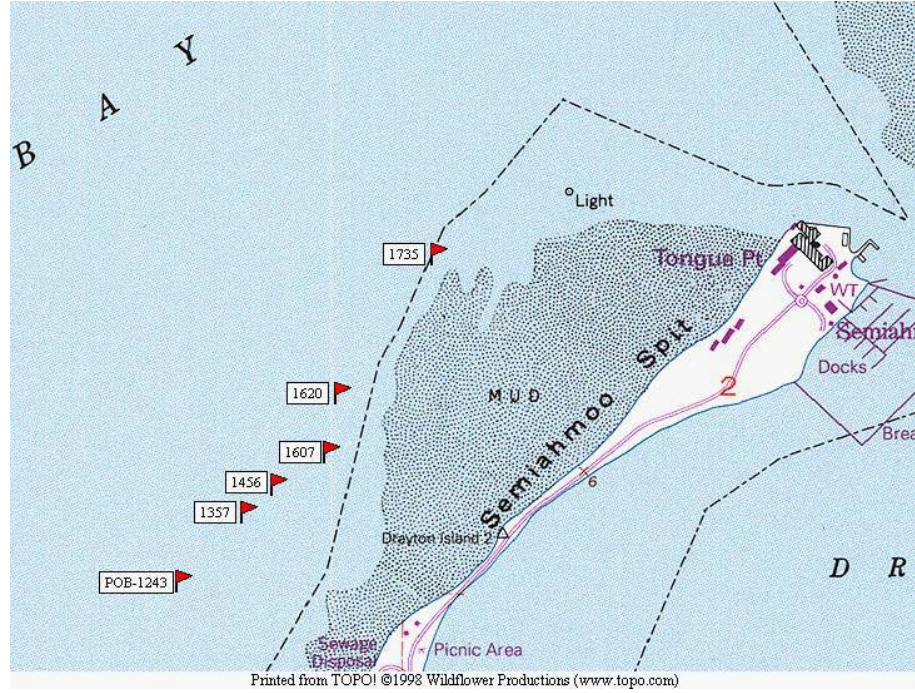 B A Y
Light
1735
Tongue Pt
WT
Semiahm
Docks
1620
2
MUD
Semiahmoo Spit
1607
Brea
1456
6
1357
Drayton Island 2
D R
POB-1243
Sewage
Disposal
Picnic Area
Printed from TOPO! ©1998 Wildflower Productions (www.topo.com)